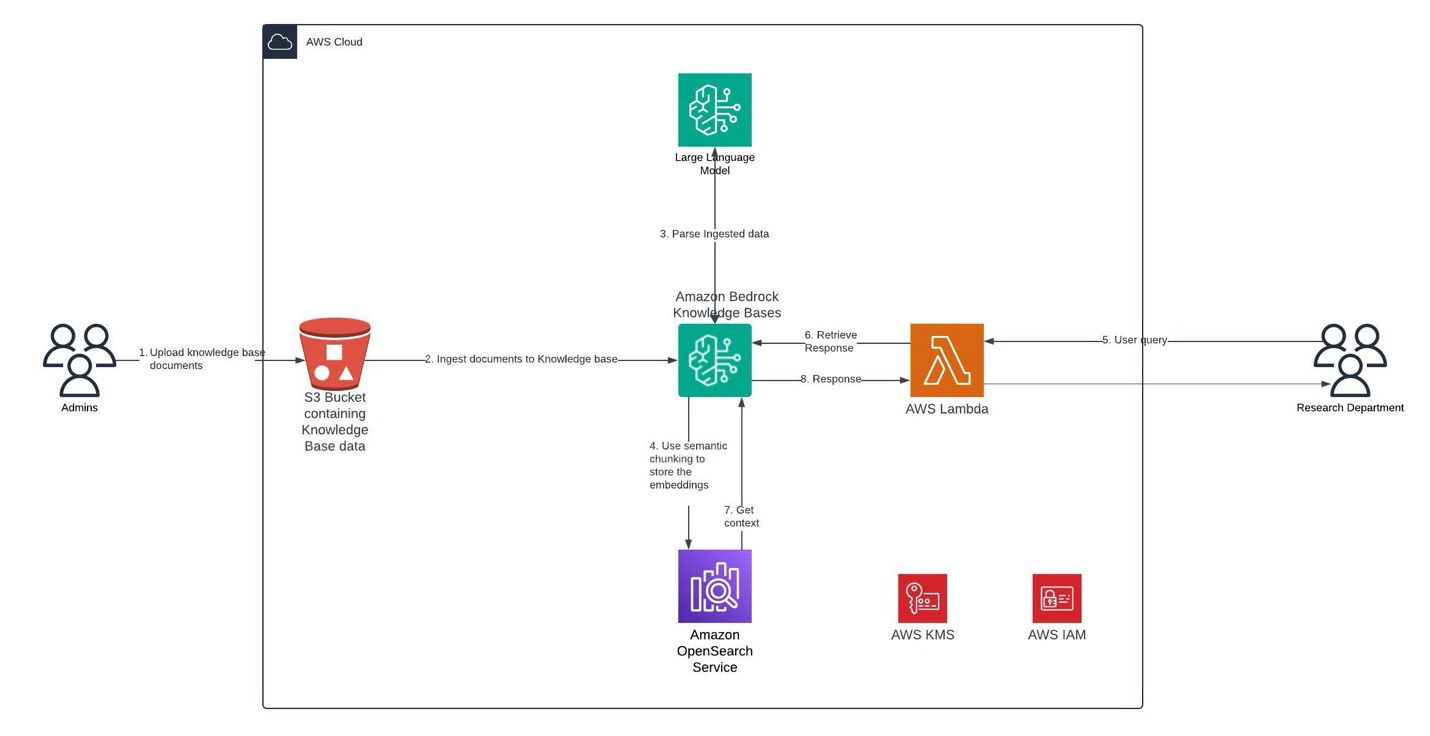 AWS Cloud
Large Language
Model
3. Parse Ingested data
Amazon Bedrock
Knowledge Bases
1. Upload knowledge base
documents
Admins
S3 Bucket
containing
Knowledge
Base data
2. Ingest documents to Knowledge base
6. Retrieve
Response
8. Response
AWS Lambda
5. User query
Research Department
4. Use semantic
chunking to
store the
embeddings
7. Get
context
Amazon
OpenSearch
Service
AWS KMS
AWS IAM